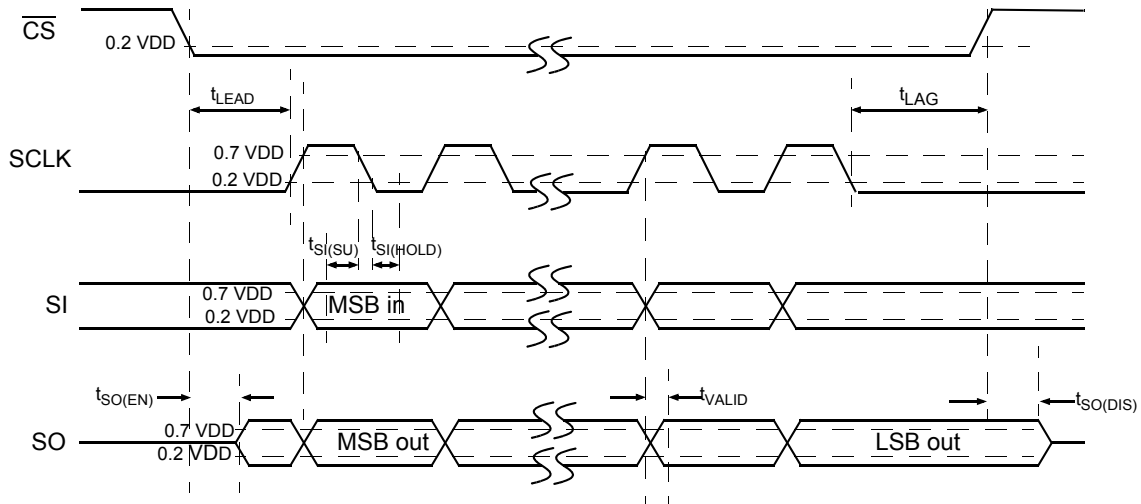 CS
0.2 VDD
tLEAD
tLAG
SCLK
0.7 VDD
0.2 VDD
tSI(SU)
tSI(HOLD)
SI
0.7 VDD
0.2 VDD
MSB in
tSO(EN)
tVALID
tSO(DIS)
SO
0.7 VDD
0.2 VDD
MSB out
LSB out